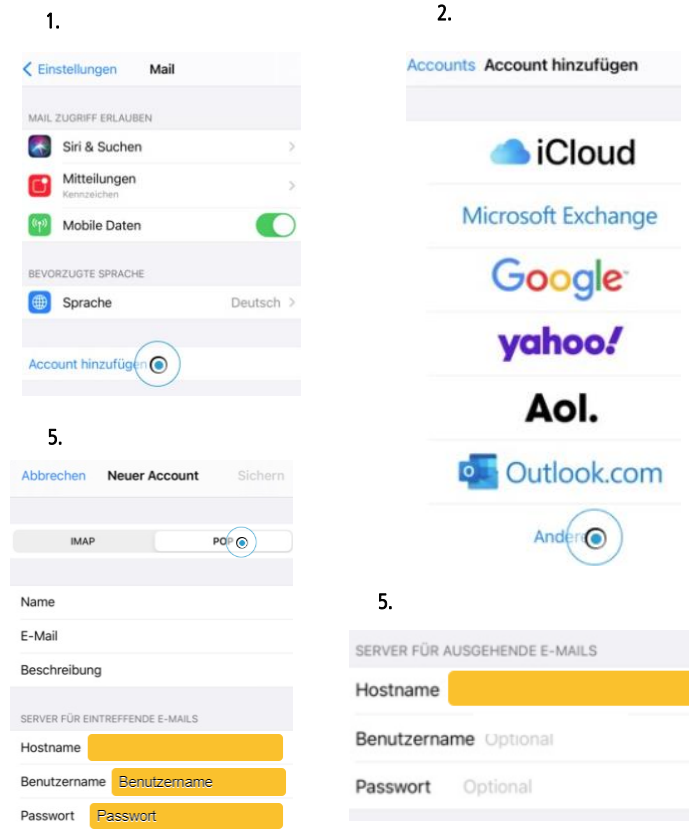 1.
Einstellungen Mail
MAIL ZUGRIFF ERLAUBEN
Siri & Suchen
Mitteilungen
Kennzeichen
Mobile Daten
BEVORZUGTE SPRACHE
Sprache Deutsch
Account hinzufügen
2.
Accounts Account hinzufügen
iCloud
Microsoft Exchange
Google
yahoo!
Aol.
Outlook.com
Andere
5.
Abbrechen Neuer Account Sichern
IMAP POP
Name
E-Mail
Beschreibung
SERVER FÜR EINTREFFENDE E-MAILS
Hostname
Benutzername Benutzername
Passwort Passwort
5.
SERVER FÜR AUSGEHENDE E-MAILS
Hostname
Benutzername Optional
Passwort Optional